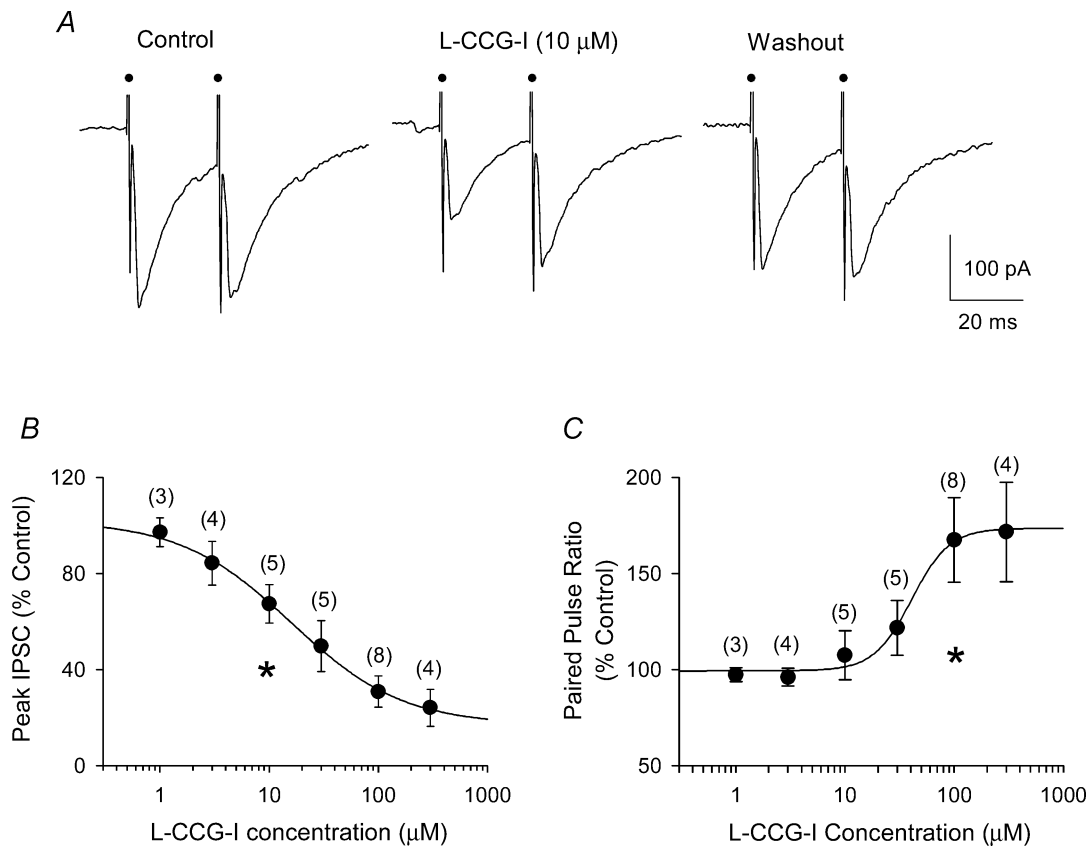 A
Control
L-CCG-I (10 μM)
Washout
100 pA
20 ms
B
Peak IPSC (% Control)
120
80
40
0
(3)
(4)
(5)
(5)
(8)
(4)
*
1
10
100
1000
L-CCG-I concentration (μM)
C
Paired Pulse Ratio
(% Control)
200
150
100
50
(3)
(4)
(5)
(5)
(8)
(4)
*
1
10
100
1000
L-CCG-I Concentration (μM)